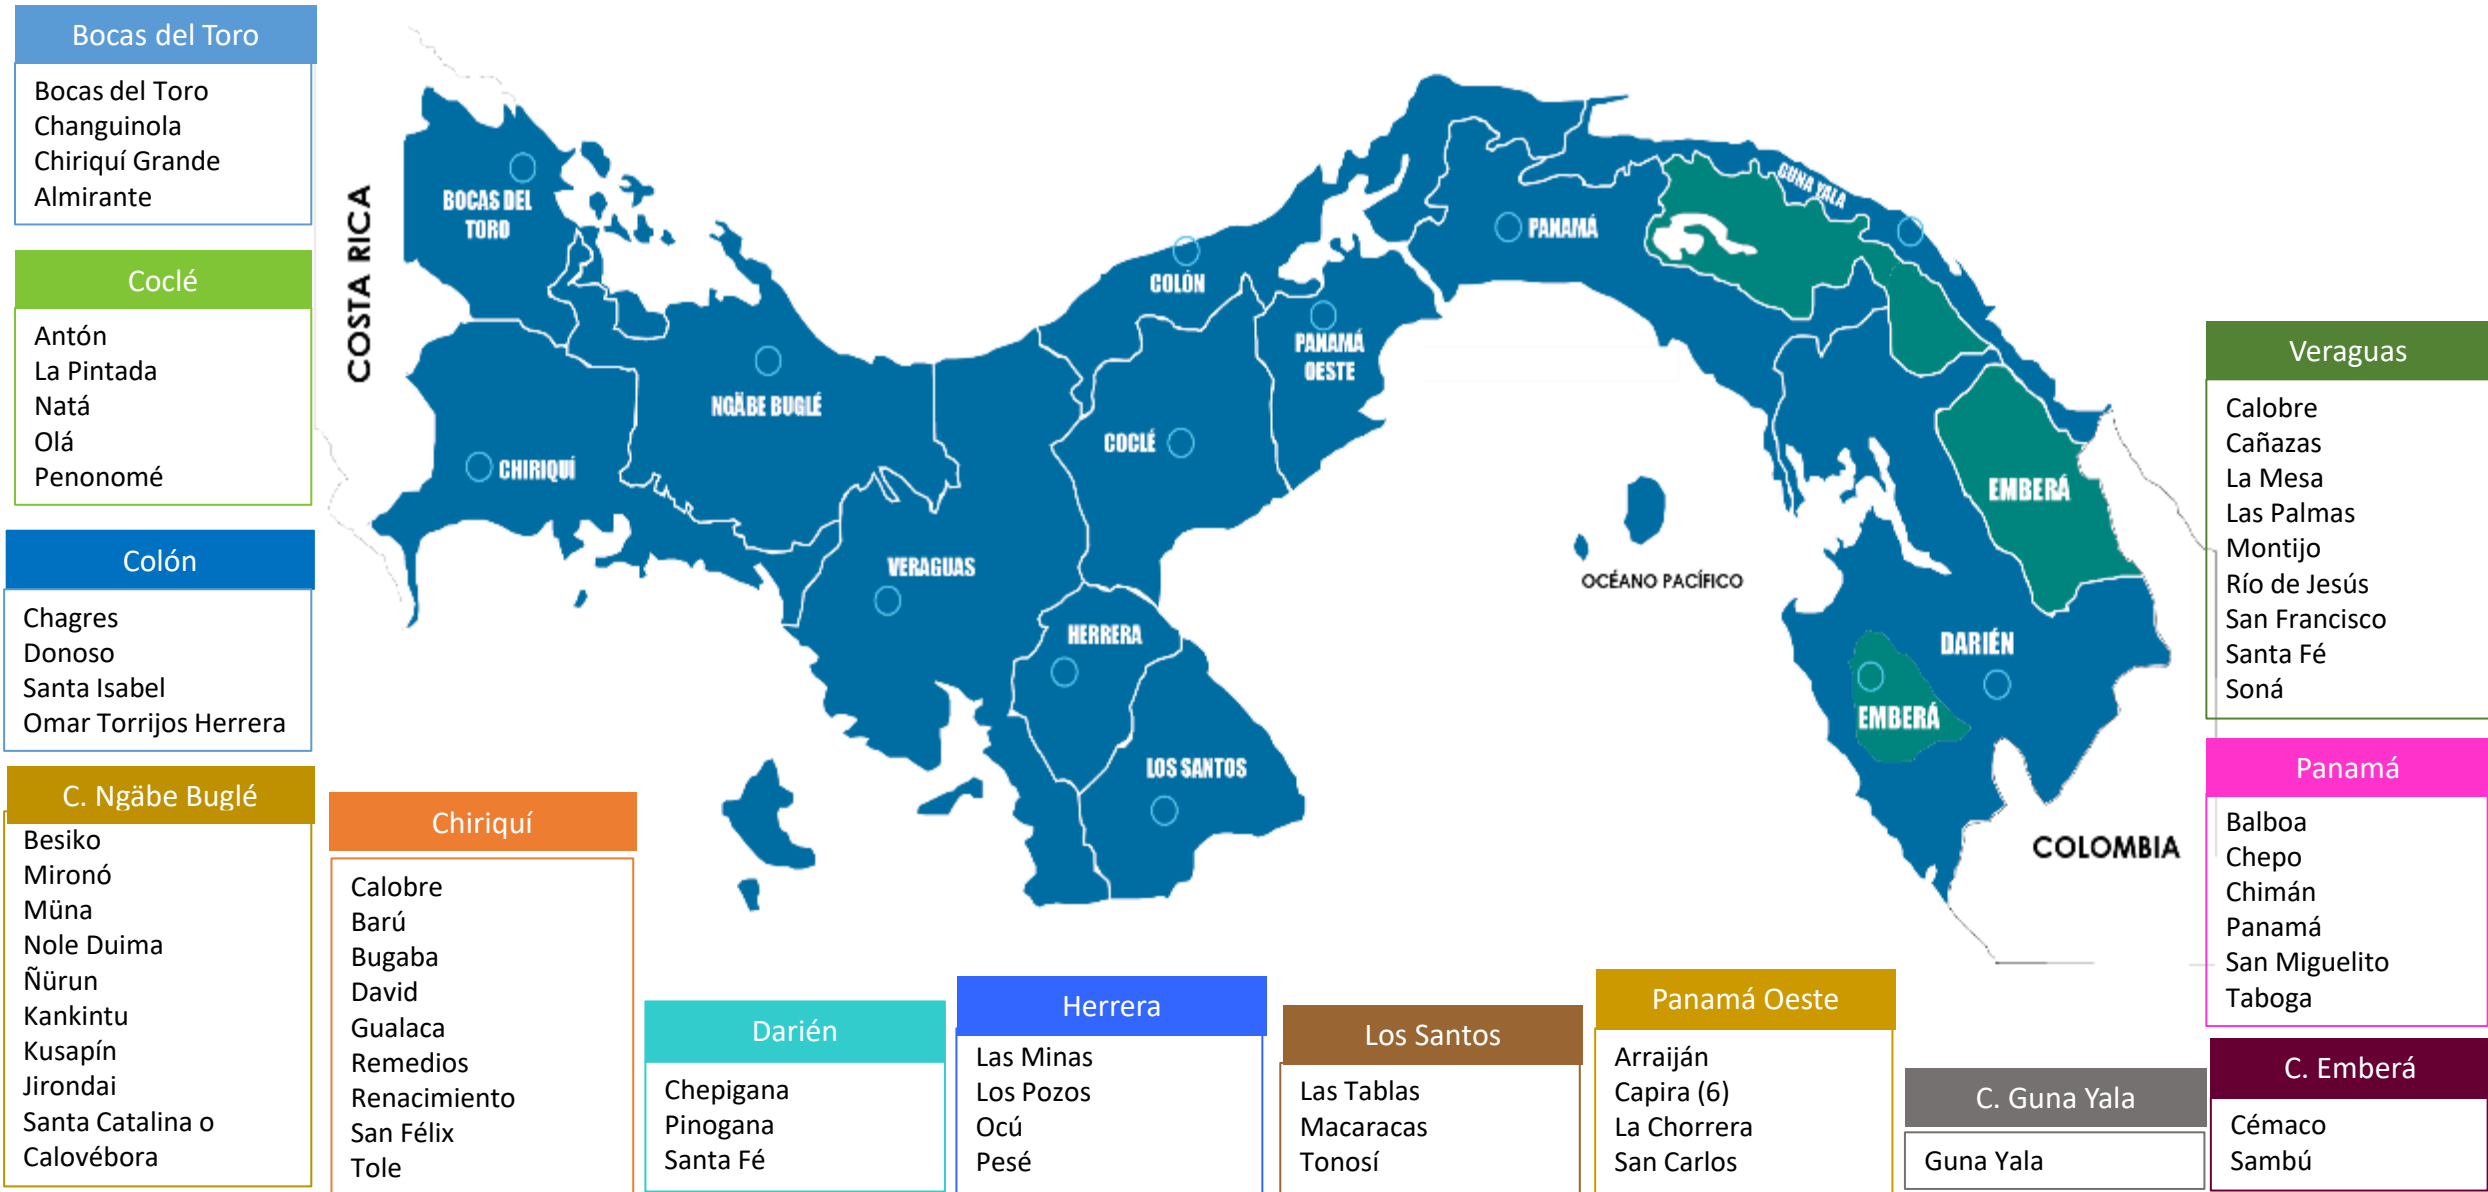 Bocas del Toro
Bocas del Toro
Changuinola
Chiriquí Grande
Almirante
Coclé
Antón
La Pintada
Natá
Olá
Penonomé
Colón
Chagres
Donoso
Santa Isabel
Omar Torrijos Herrera
C. Ngäbe Buglé
Besiko
Mironó
Müna
Nole Duima
Ñürun
Kankintu
Kusapín
Jirondai
Santa Catalina o
Calovébora
Chiriquí
Calobre
Barú
Bugaba
David
Gualaca
Remedios
Renacimiento
San Félix
Tole
Darién
Chepigana
Pinogana
Santa Fé
Herrera
Las Minas
Los Pozos
Ocú
Pesé
Los Santos
Las Tablas
Macaracas
Tonosí
Panamá Oeste
Arraiján
Capira (6)
La Chorrera
San Carlos
C. Guna Yala
Guna Yala
C. Emberá
Cémaco
Sambú
Panamá
Balboa
Chepo
Chimán
Panamá
San Miguelito
Taboga
Veraguas
Calobre
Cañazas
La Mesa
Las Palmas
Montijo
Río de Jesús
San Francisco
Santa Fé
Soná
COSTA RICA
BOCAS DEL
TORO
CHIRIQUÍ
NGÄBE BUGLÉ
VERAGUAS
COLÓN
COCLÉ
HERRERA
LOS SANTOS
PANAMÁ
OESTE
PANAMÁ
GUNA YALA
EMBERÁ
DARIÉN
EMBERÁ
OCÉANO PACÍFICO
COLOMBIA